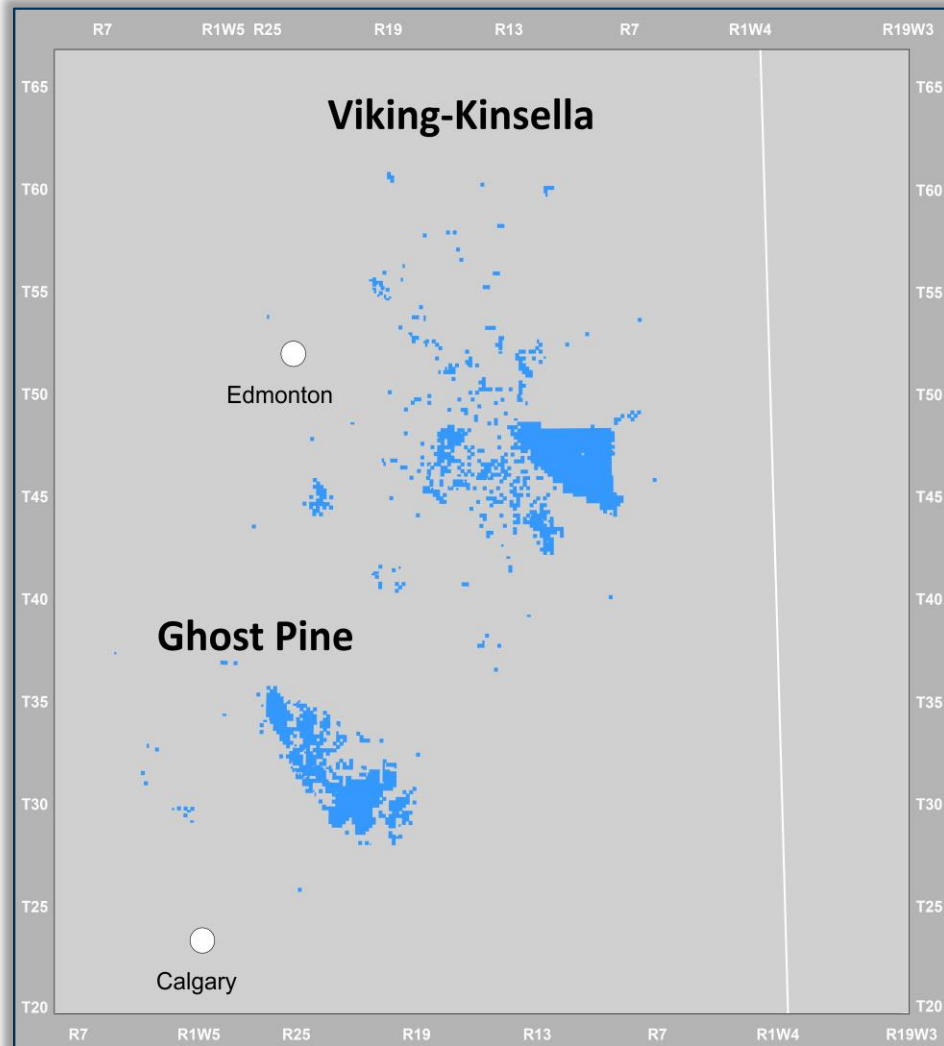 R7 R1W5 R25 R19 R13 R7 R1W4 R19W3
T65 T65
Viking-Kinsella
T60 T60
T55 T55
Edmonton
T50 T50
T45 T45
T40 T40
Ghost Pine
T35 T35
T30 T30
T25 T25
Calgary
T20 T20
R7 R1W5 R25 R19 R13 R7 R1W4 R19W3